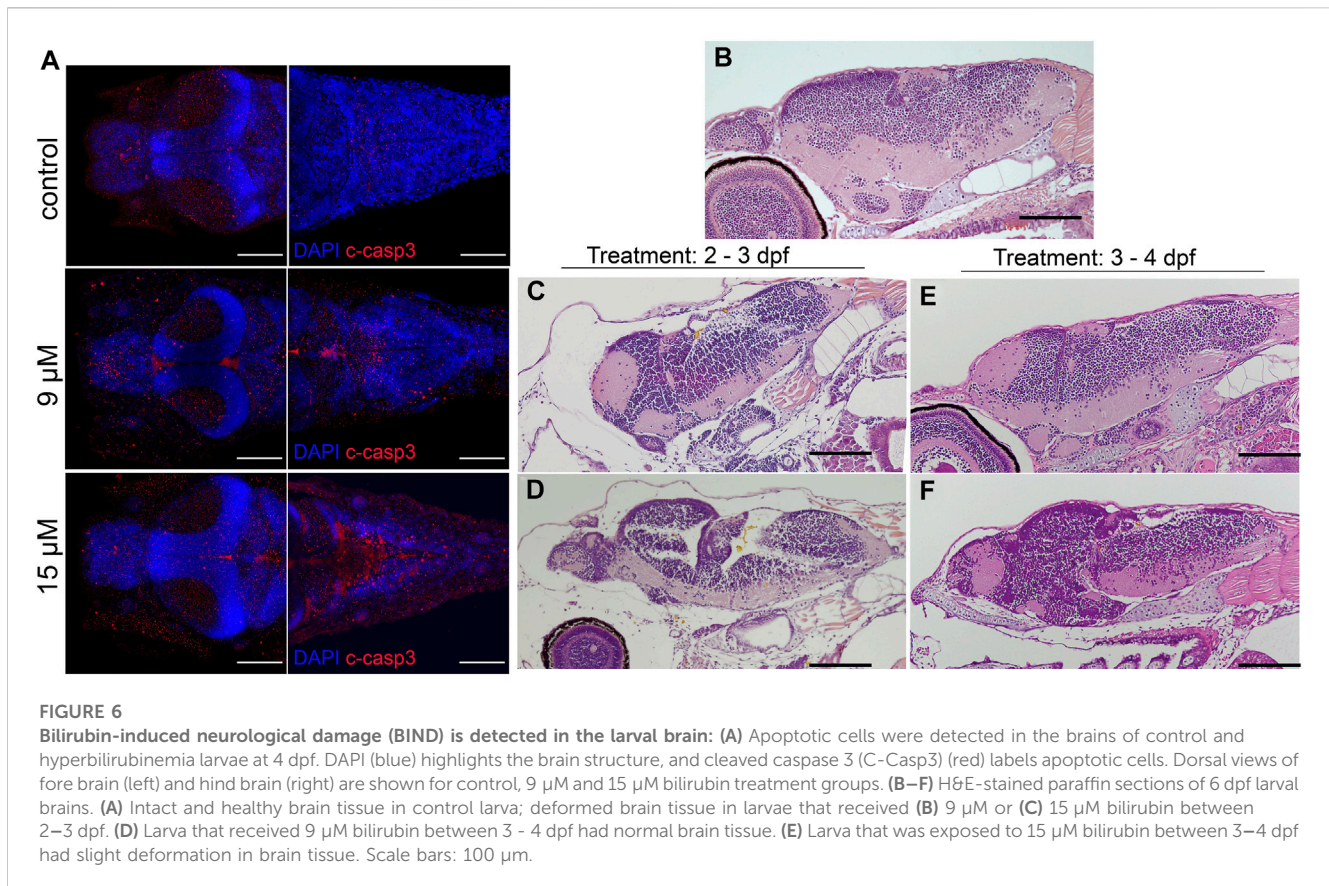 A
control
DAPI c-casp3
DAPI c-casp3
9 µM
DAPI c-casp3
DAPI c-casp3
15 µM
DAPI c-casp3
DAPI c-casp3
B
Treatment: 2 - 3 dpf
Treatment: 3 - 4 dpf
C
E
D
F
FIGURE 6
Bilirubin-induced neurological damage (BIND) is detected in the larval brain: (A) Apoptotic cells were detected in the brains of control and
hyperbilirubinemia larvae at 4 dpf. DAPI (blue) highlights the brain structure, and cleaved caspase 3 (C-Casp3) (red) labels apoptotic cells. Dorsal views of
fore brain (left) and hind brain (right) are shown for control, 9 µM and 15 µM bilirubin treatment groups. (B–F) H&E-stained paraffin sections of 6 dpf larval
brains. (A) Intact and healthy brain tissue in control larva; deformed brain tissue in larvae that received (B) 9 µM or (C) 15 µM bilirubin between
2–3 dpf. (D) Larva that received 9 µM bilirubin between 3 - 4 dpf had normal brain tissue. (E) Larva that was exposed to 15 µM bilirubin between 3–4 dpf
had slight deformation in brain tissue. Scale bars: 100 µm.